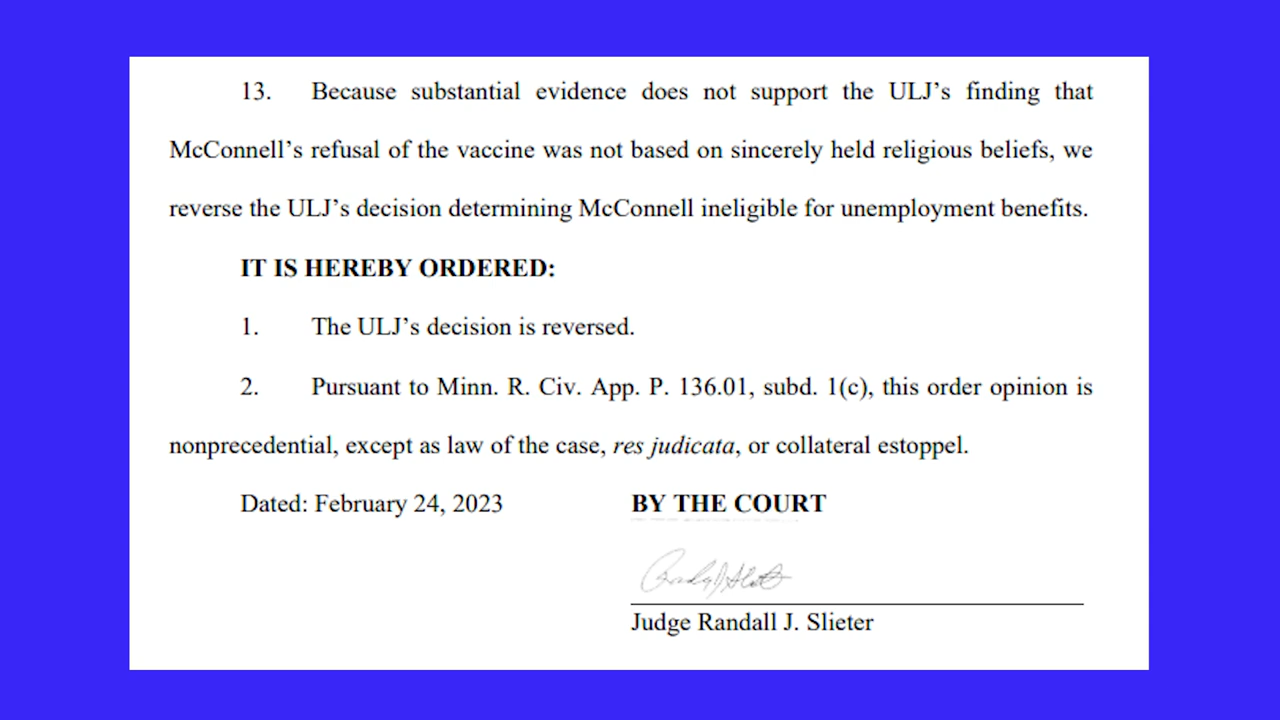 13. Because substantial evidence does not support the ULJ’s finding that
McConnell’s refusal of the vaccine was not based on sincerely held religious beliefs, we
reverse the ULJ’s decision determining McConnell ineligible for unemployment benefits.
IT IS HEREBY ORDERED:
1. The ULJ’s decision is reversed.
2. Pursuant to Minn. R. Civ. App. P. 136.01, subd. 1(c), this order opinion is
nonprecedential, except as law of the case, res judicata, or collateral estoppel.
Dated: February 24, 2023 BY THE COURT
Judge Randall J. Slieter